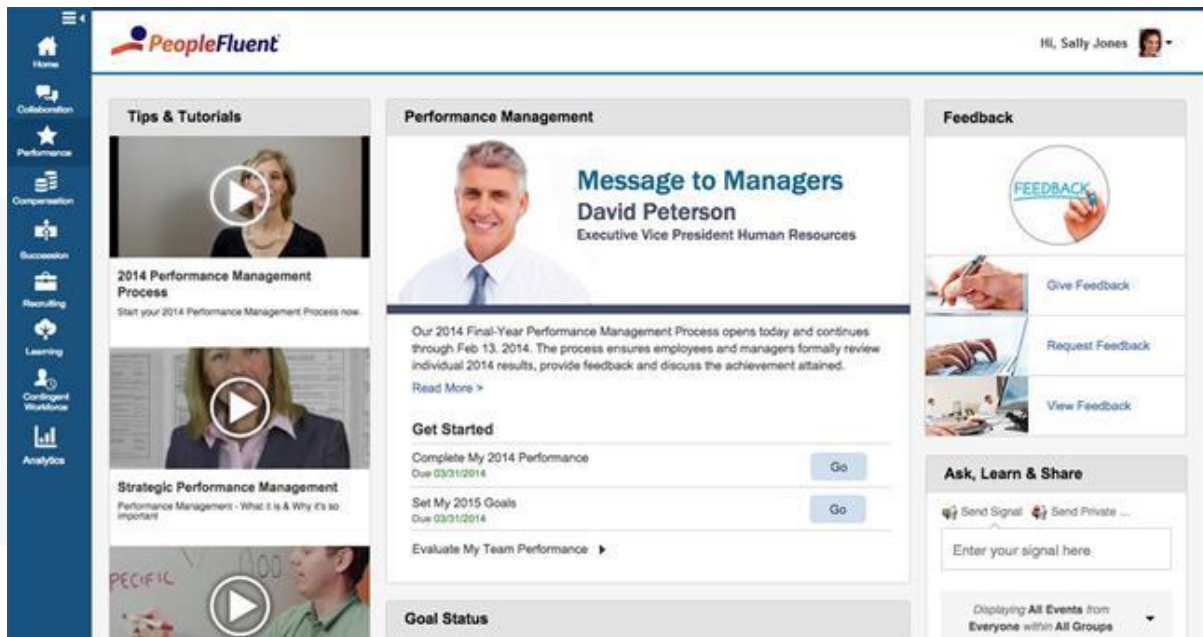 Home
Collaboration
Performance
Compensation
Succession
Recruiting
Learning
Contingent
Workforce
Analytics
PeopleFluent
Hi, Sally Jones
Tips & Tutorials
2014 Performance Management
Process
Start your 2014 Performance Management Process now.
Strategic Performance Management
Performance Management - What it is & Why it's so
important
PECIFIC
Performance Management
Message to Managers
David Peterson
Executive Vice President Human Resources
Our 2014 Final-Year Performance Management Process opens today and continues
through Feb 13. 2014. The process ensures employees and managers formally review
individual 2014 results, provide feedback and discuss the achievement attained.
Read More >
Get Started
Complete My 2014 Performance
Due 03/31/2014
Go
Set My 2015 Goals
Due 03/31/2014
Go
Evaluate My Team Performance
Goal Status
Feedback
FEEDBACK
Give Feedback
Request Feedback
View Feedback
Ask, Learn & Share
Send Signal Send Private ...
Enter your signal here
Displaying All Events from
Everyone within All Groups